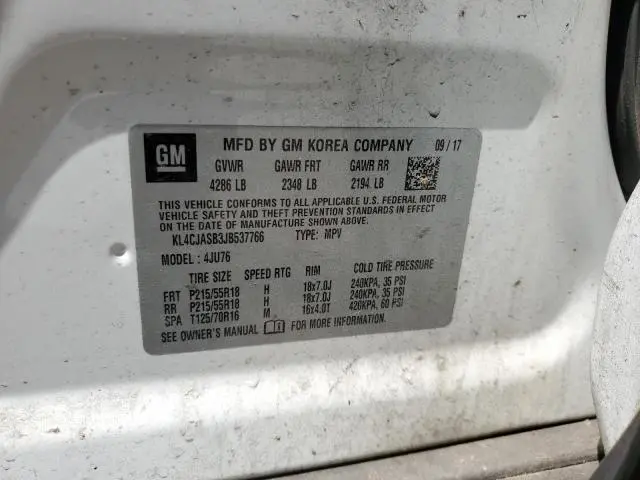 GM
MFD BY GM KOREA COMPANY 09/17
GVWR GAWR FRT GAWR RR
4286 LB 2348 LB 2194 LB
THIS VEHICLE CONFORMS TO ALL APPLICABLE U.S. FEDERAL MOTOR
VEHICLE SAFETY AND THEFT PREVENTION STANDARDS IN EFFECT
ON THE DATE OF MANUFACTURE SHOWN ABOVE.
KL4CJASB3JB537766 TYPE: MPV
MODEL: 4JU76
TIRE SIZE SPEED RTG RIM COLD TIRE PRESSURE
FRT P215/55R18 H 18x7.0J 240KPA, 35 PSI
RR P215/55R18 H 18x7.0J 240KPA, 35 PSI
SPA T125/70R16 M 16x4.0T 420KPA, 60 PSI
SEE OWNER'S MANUAL FOR MORE INFORMATION.